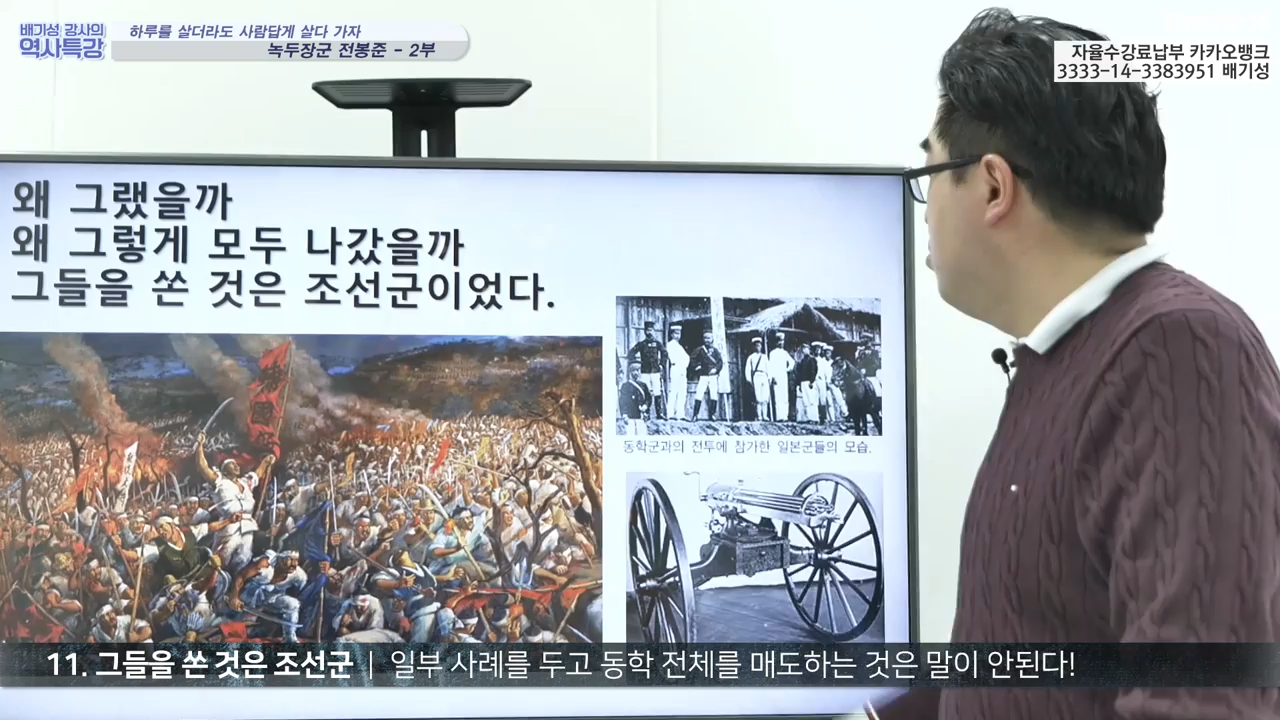 배기성 강사의
역사특강
하루를 살더라도 사람답게 살다 가자
녹두장군 전봉준 - 2부
자율수강료납부 카카오뱅크
3333-14-3383951 배기성
왜 그랬을까
왜 그렇게 모두 나갔을까
그들을 쏜 것은 조선군이었다.
동학군과의 전투에 참가한 일본군들의 모습.
11. 그들을 쏜 것은 조선군 | 일부 사례를 두고 동학 전체를 매도하는 것은 말이 안된다!